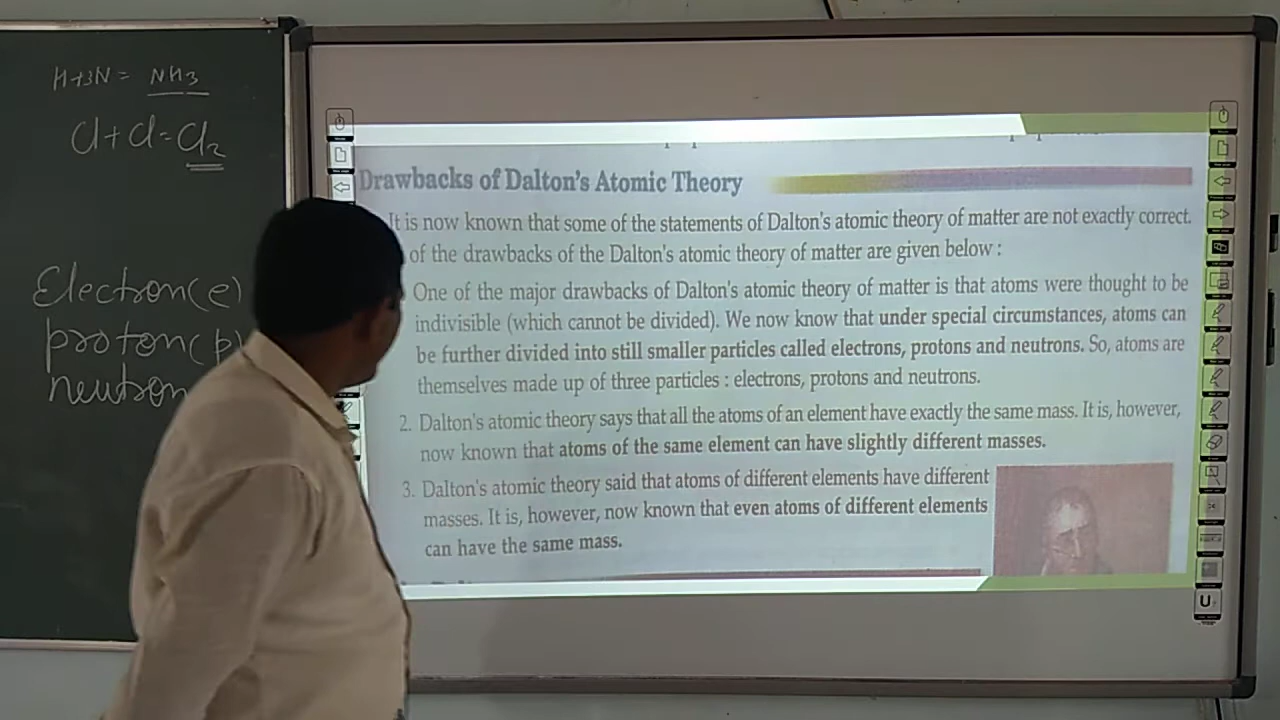 H+3N = NH3
Cl+Cl=Cl2
Electron(e)
proton(p)
neutron
Drawbacks of Dalton's Atomic Theory
It is now known that some of the statements of Dalton's atomic theory of matter are not exactly correct.
of the drawbacks of the Dalton's atomic theory of matter are given below :
One of the major drawbacks of Dalton's atomic theory of matter is that atoms were thought to be
indivisible (which cannot be divided). We now know that under special circumstances, atoms can
be further divided into still smaller particles called electrons, protons and neutrons. So, atoms are
themselves made up of three particles : electrons, protons and neutrons.
2. Dalton's atomic theory says that all the atoms of an element have exactly the same mass. It is, however,
now known that atoms of the same element can have slightly different masses.
3. Dalton's atomic theory said that atoms of different elements have different
masses. It is, however, now known that even atoms of different elements
can have the same mass.
U